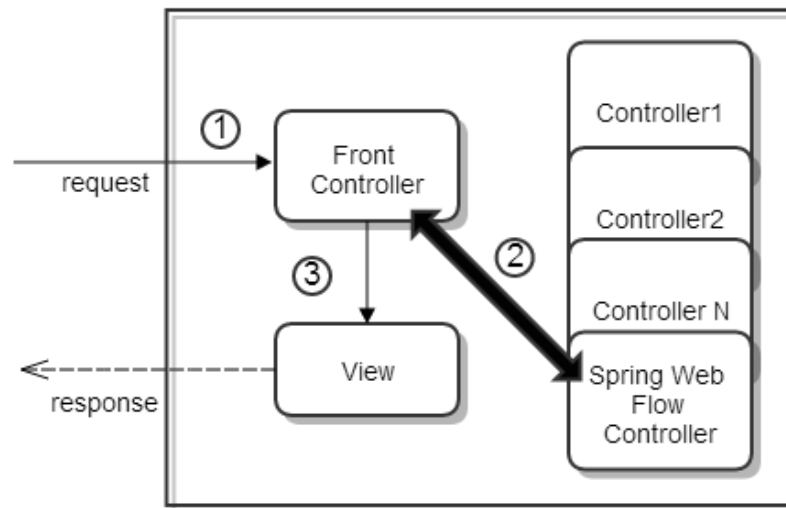 ①
request
Front
Controller
②
③
View
response
Controller1
Controller2
Controller N
Spring Web
Flow
Controller